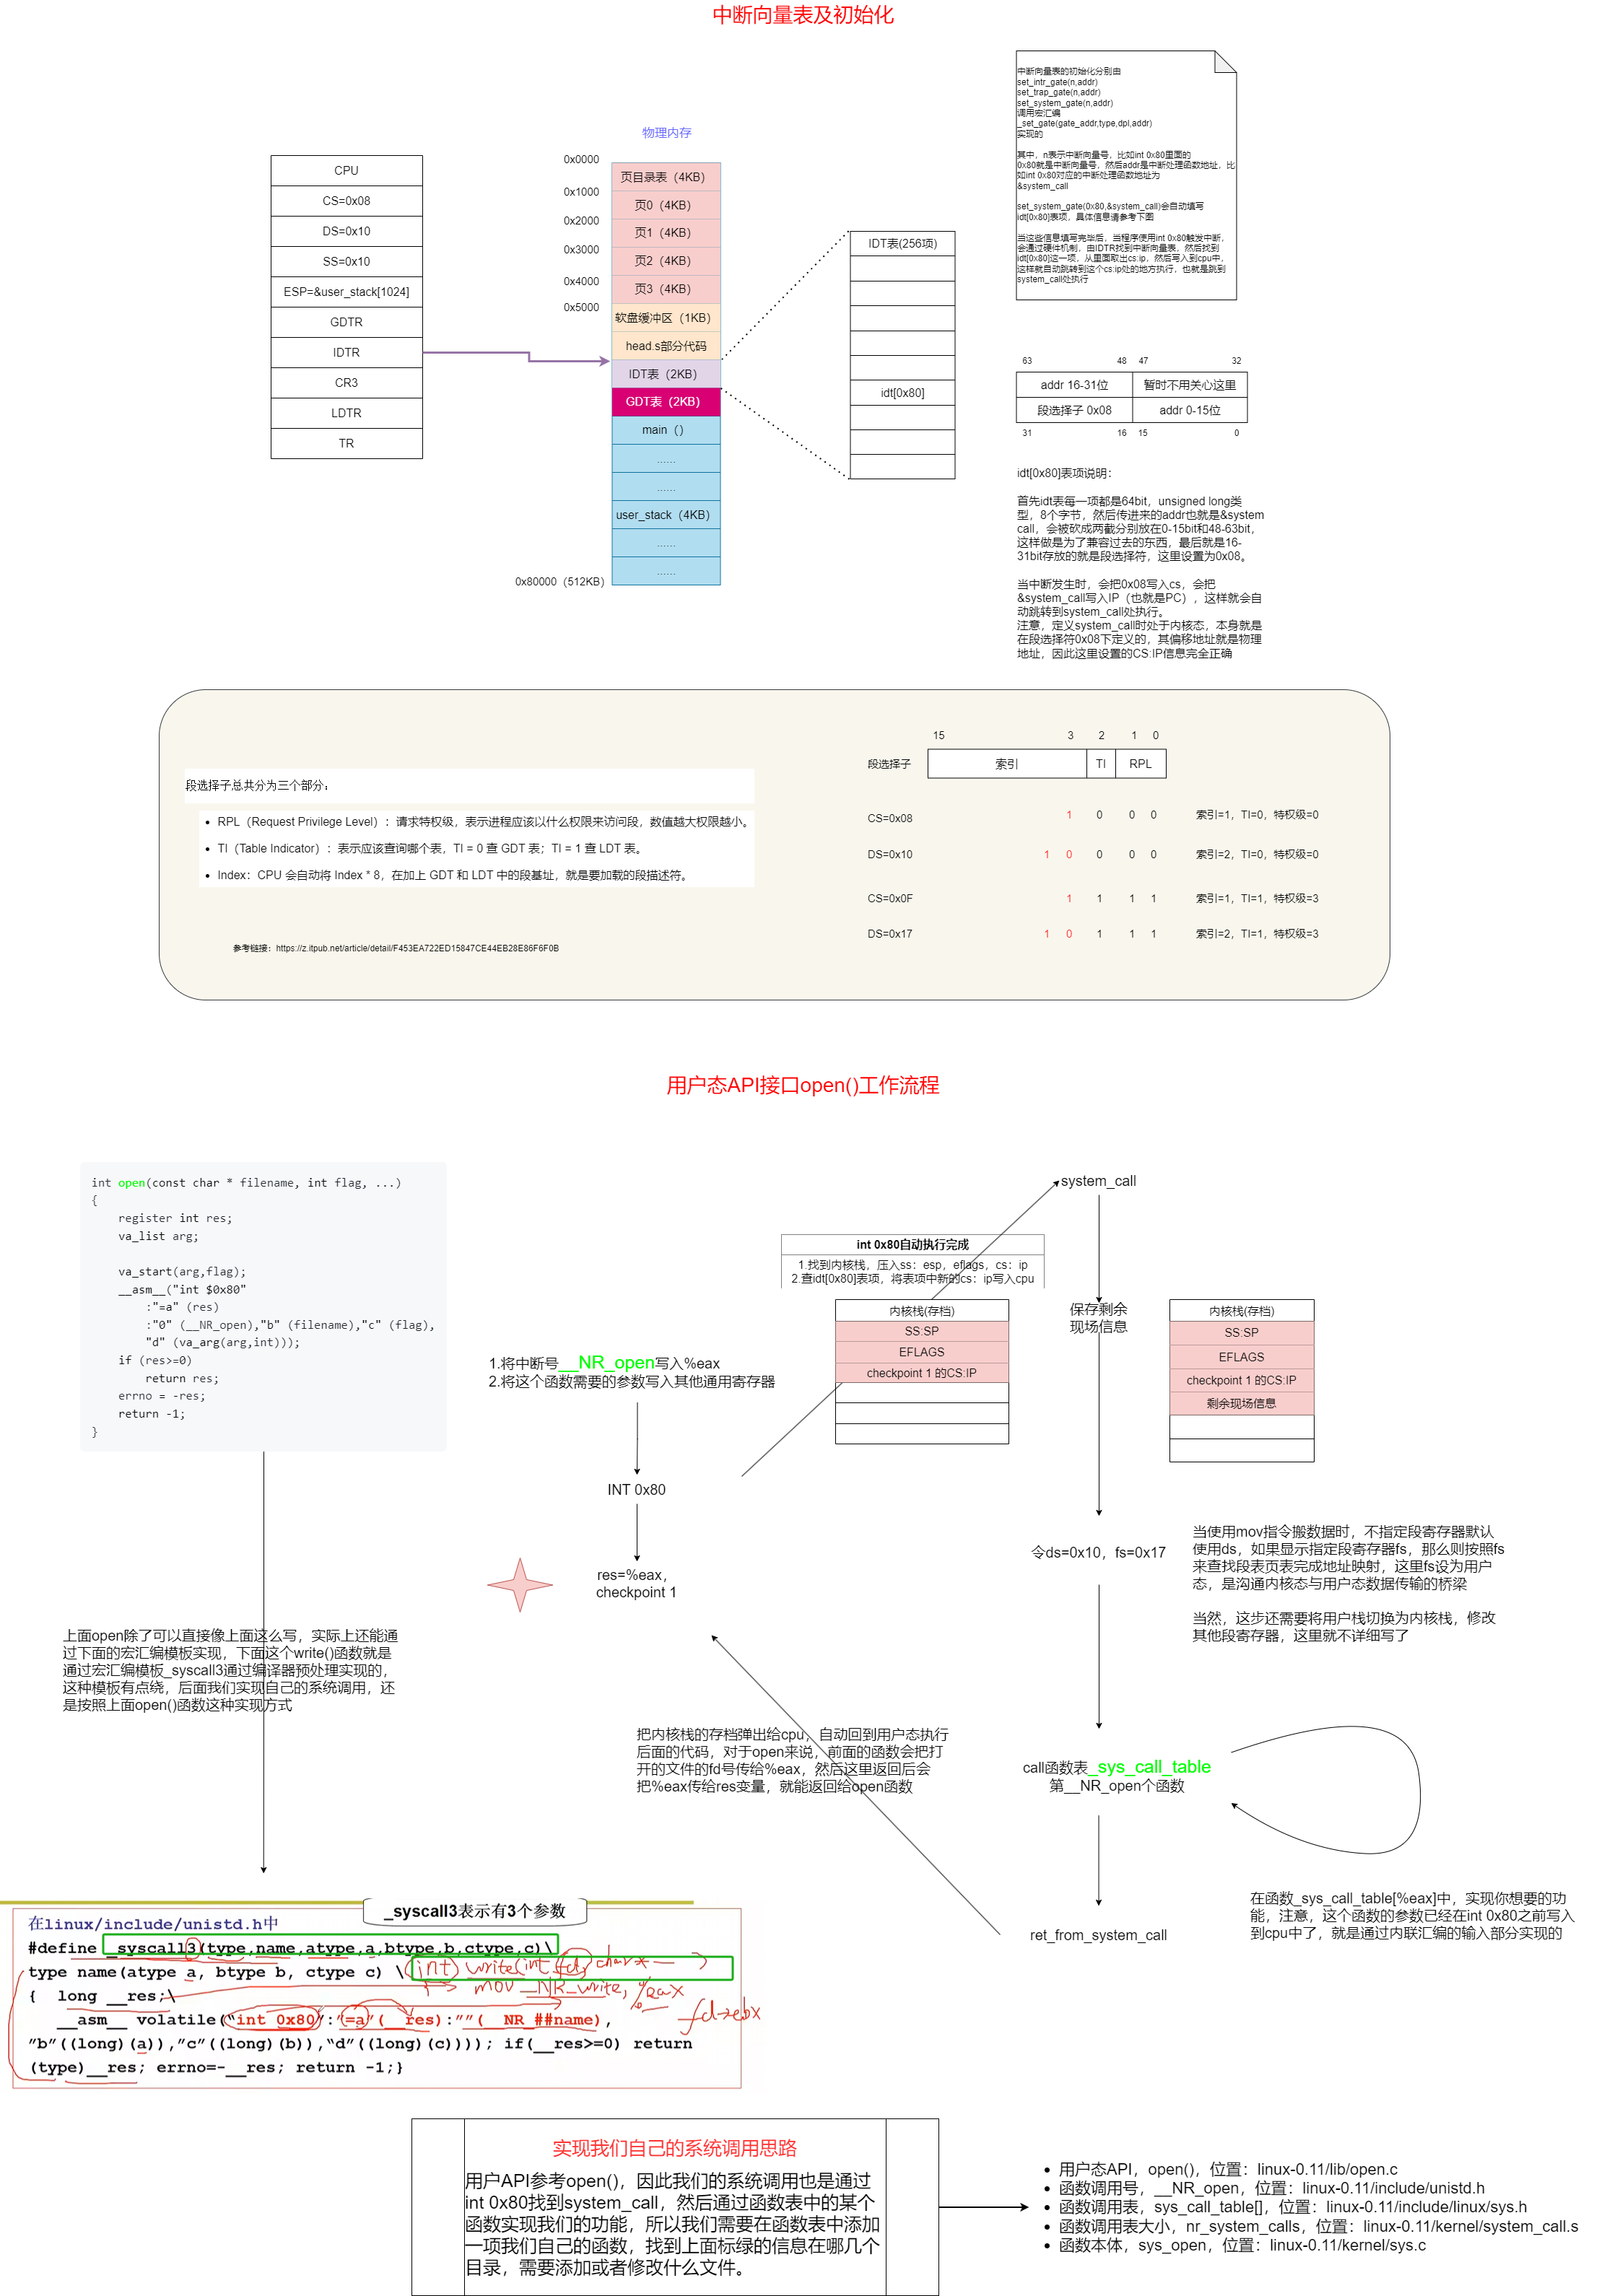 中断向量表及初始化
中断向量表的初始化分别由
set_intr_gate(n,addr)
set_trap_gate(n,addr)
set_system_gate(n,addr)
调用宏汇编
_set_gate(gate_addr,type,dpl,addr)
实现的
其中，n表示中断向量号，比如int 0x80里面的
0x80就是中断向量号，然后addr是中断处理函数地址，比
如int 0x80对应的中断处理函数地址为
&system_call
set_system_gate(0x80,&system_call)会自动填写
idt[0x80]表项，具体信息请参考下图
当这些信息填写完毕后，当程序使用int 0x80触发中断，
会通过硬件机制，由IDTR找到中断向量表，然后找到
idt[0x80]这一项，从里面取出cs:ip，然后写入到cpu中，
这样就自动跳转到这个cs:ip处的地方执行，也就是跳到
system_call处执行
CPU
CS=0x08
DS=0x10
SS=0x10
ESP=&user_stack[1024]
GDTR
IDTR
CR3
LDTR
TR
物理内存
0x0000
0x1000
0x2000
0x3000
0x4000
0x5000
0x80000（512KB）
页目录表（4KB）
页0（4KB）
页1（4KB）
页2（4KB）
页3（4KB）
软盘缓冲区（1KB）
head.s部分代码
IDT表（2KB）
GDT表（2KB）
main（）
......
......
user_stack（4KB）
......
......
IDT表(256项)
idt[0x80]
63 48 47 32
addr 16-31位 暂时不用关心这里
段选择子 0x08 addr 0-15位
31 16 15 0
idt[0x80]表项说明：
首先idt表每一项都是64bit，unsigned long类
型，8个字节，然后传进来的addr也就是&system
call，会被砍成两截分别放在0-15bit和48-63bit，
这样做是为了兼容过去的东西，最后就是16-
31bit存放的就是段选择符，这里设置为0x08。
当中断发生时，会把0x08写入cs，会把
&system_call写入IP（也就是PC），这样就会自
动跳转到system_call处执行。
注意，定义system_call时处于内核态，本身就是
在段选择符0x08下定义的，其偏移地址就是物理
地址，因此这里设置的CS:IP信息完全正确
段选择子总共分为三个部分：
• RPL（Request Privilege Level）：请求特权级，表示进程应该以什么权限来访问段，数值越大权限越小。
• TI（Table Indicator）：表示应该查询哪个表，TI = 0 查 GDT 表；TI = 1 查 LDT 表。
• Index：CPU 会自动将 Index * 8，在加上 GDT 和 LDT 中的段基址，就是要加载的段描述符。
参考链接：https://z.itpub.net/article/detail/F453EA722ED15847CE44EB28E86F6F0B
15 3 2 1 0
段选择子 索引 TI RPL
CS=0x08 1 0 0 0 索引=1，TI=0，特权级=0
DS=0x10 1 0 0 0 0 索引=2，TI=0，特权级=0
CS=0x0F 1 1 1 1 索引=1，TI=1，特权级=3
DS=0x17 1 0 1 1 1 索引=2，TI=1，特权级=3
用户态API接口open()工作流程
int open(const char * filename, int flag, ...)
{
register int res;
va_list arg;
va_start(arg,flag);
__asm__("int $0x80"
:"=a" (res)
:"0" (__NR_open),"b" (filename),"c" (flag),
"d" (va_arg(arg,int)));
if (res>=0)
return res;
errno = -res;
return -1;
}
上面open除了可以直接像上面这么写，实际上还能通
过下面的宏汇编模板实现，下面这个write()函数就是
通过宏汇编模板_syscall3通过编译器预处理实现的，
这种模板有点绕，后面我们实现自己的系统调用，还
是按照上面open()函数这种实现方式
1.将中断号__NR_open写入%eax
2.将这个函数需要的参数写入其他通用寄存器
INT 0x80
res=%eax，
checkpoint 1
int 0x80自动执行完成
1.找到内核栈，压入ss：esp，eflags，cs：ip
2.查idt[0x80]表项，将表项中新的cs：ip写入cpu
内核栈(存档)
SS:SP
EFLAGS
checkpoint 1 的CS:IP
system_call
保存剩余
现场信息
内核栈(存档)
SS:SP
EFLAGS
checkpoint 1 的CS:IP
剩余现场信息
令ds=0x10，fs=0x17
当使用mov指令搬数据时，不指定段寄存器默认
使用ds，如果显示指定段寄存器fs，那么则按照fs
来查找段表页表完成地址映射，这里fs设为用户
态，是沟通内核态与用户态数据传输的桥梁
当然，这步还需要将用户栈切换为内核栈，修改
其他段寄存器，这里就不详细写了
把内核栈的存档弹出给cpu，自动回到用户态执行
后面的代码，对于open来说，前面的函数会把打
开的文件的fd号传给%eax，然后这里返回后会
把%eax传给res变量，就能返回给open函数
call函数表_sys_call_table
第__NR_open个函数
在函数_sys_call_table[%eax]中，实现你想要的功
能，注意，这个函数的参数已经在int 0x80之前写入
到cpu中了，就是通过内联汇编的输入部分实现的
ret_from_system_call
_syscall3表示有3个参数
在linux/include/unistd.h中
#define _syscall3(type,name,atype,a,btype,b,ctype,c)\
type name(atype a, btype b, ctype c) \
int write(int fd, char*
{ long __res;\
mov __NR_write, %eax
__asm__ volatile("int 0x80":"=a"(__res):""(__NR_##name),
fd→ebx
"b"((long)(a)),"c"((long)(b)),"d"((long)(c)))); if(__res>=0) return
(type)__res; errno=-__res; return -1;}
实现我们自己的系统调用思路
用户API参考open()，因此我们的系统调用也是通过
int 0x80找到system_call，然后通过函数表中的某个
函数实现我们的功能，所以我们需要在函数表中添加
一项我们自己的函数，找到上面标绿的信息在哪几个
目录，需要添加或者修改什么文件。
• 用户态API，open()，位置：linux-0.11/lib/open.c
• 函数调用号，__NR_open，位置：linux-0.11/include/unistd.h
• 函数调用表，sys_call_table[]，位置：linux-0.11/include/linux/sys.h
• 函数调用表大小，nr_system_calls，位置：linux-0.11/kernel/system_call.s
• 函数本体，sys_open，位置：linux-0.11/kernel/sys.c